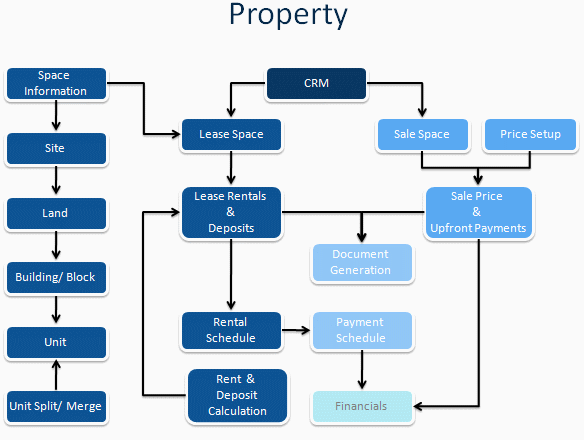 Property
Space
Information
CRM
Lease Space
Sale Space
Price Setup
Site
Land
Lease Rentals
&
Deposits
Sale Price
&
Upfront Payments
Document
Generation
Building/ Block
Unit
Rental
Schedule
Payment
Schedule
Unit Split/ Merge
Rent &
Deposit
Calculation
Financials